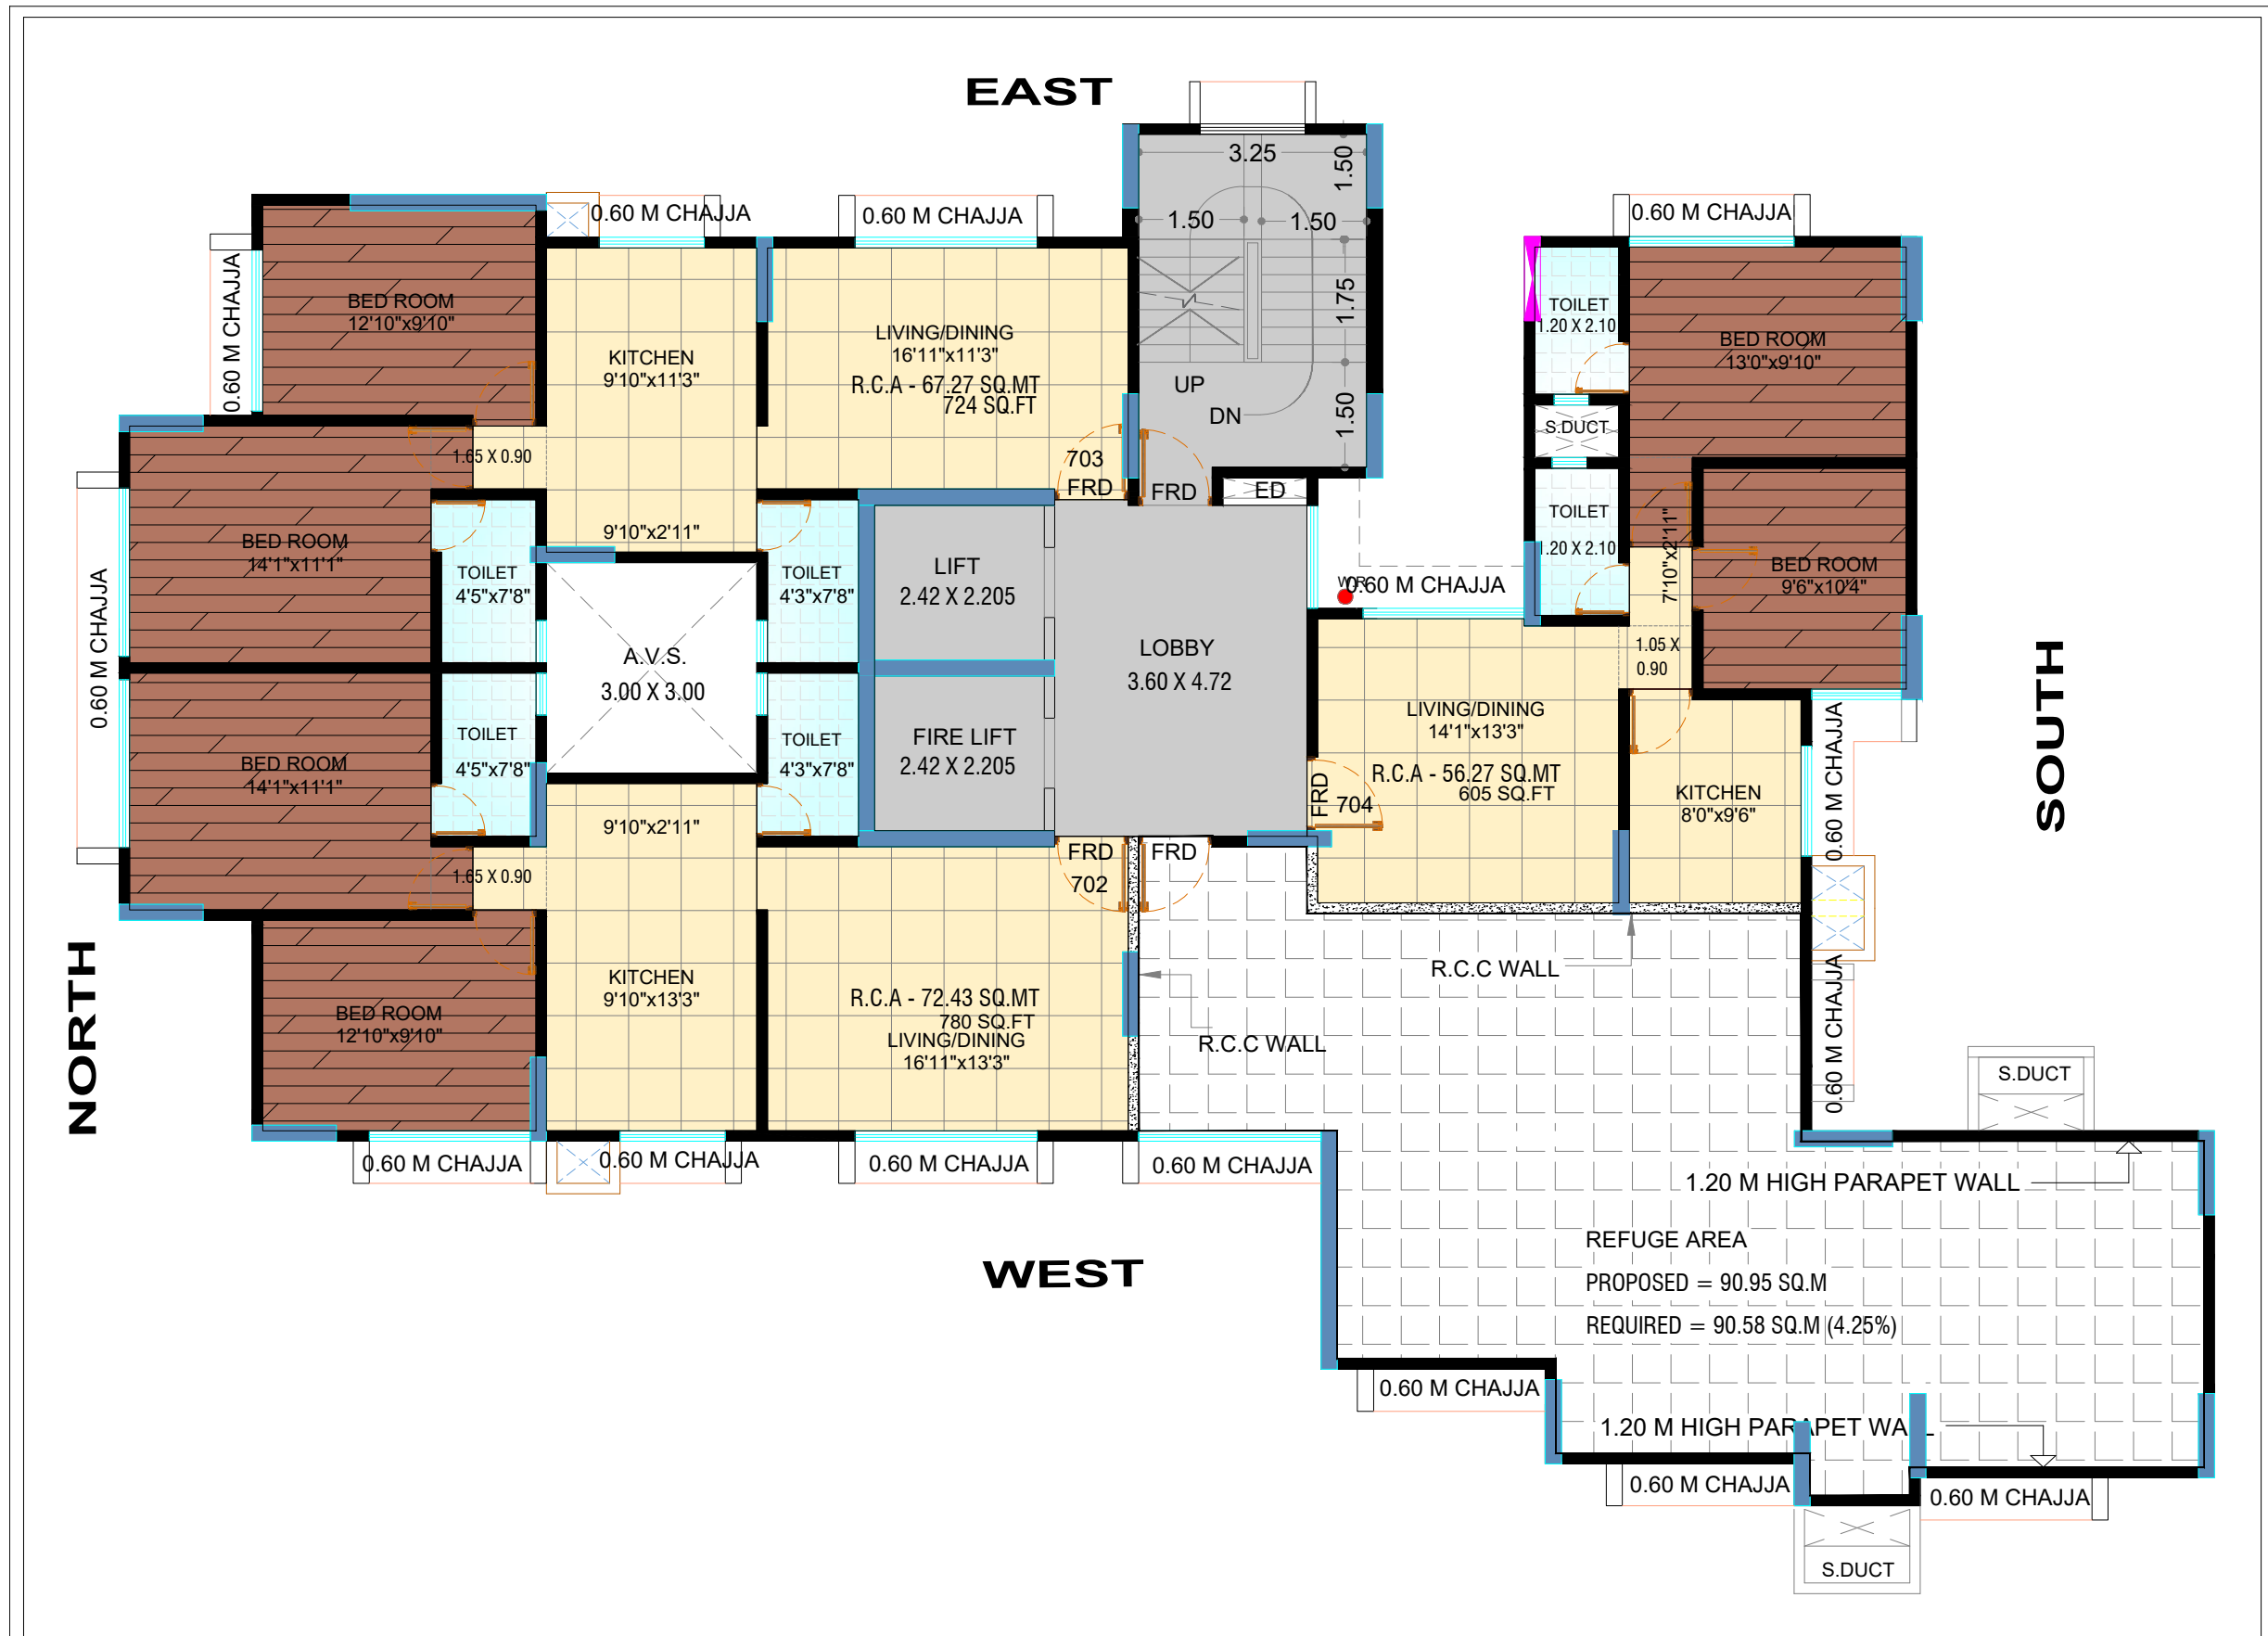 EAST
3.25
1.50
1.50
1.50
1.75
1.50
UP
DN
0.60 M CHAJJA
0.60 M CHAJJA
0.60 M CHAJJA
0.60 M CHAJJA
BED ROOM
12'10"x9'10"
KITCHEN
9'10"x11'3"
LIVING/DINING
16'11"x11'3"
R.C.A - 67.27 SQ.MT
724 SQ.FT
703
FRD
FRD
ED
TOILET
1.20 X 2.10
BED ROOM
13'0"x9'10"
S.DUCT
TOILET
1.20 X 2.10
7'10"x2'11"
BED ROOM
9'6"x10'4"
1.65 X 0.90
BED ROOM
14'1"x11'1"
9'10"x2'11"
TOILET
4'5"x7'8"
TOILET
4'3"x7'8"
LIFT
2.42 X 2.205
W.R
0.60 M CHAJJA
0.60 M CHAJJA
A.V.S.
3.00 X 3.00
LOBBY
3.60 X 4.72
1.05 X
0.90
SOUTH
BED ROOM
14'1"x11'1"
TOILET
4'5"x7'8"
TOILET
4'3"x7'8"
FIRE LIFT
2.42 X 2.205
LIVING/DINING
14'1"x13'3"
R.C.A - 56.27 SQ.MT
605 SQ.FT
FRD
704
KITCHEN
8'0"x9'6"
0.60 M CHAJJA
9'10"x2'11"
1.65 X 0.90
FRD
702
FRD
NORTH
BED ROOM
12'10"x9'10"
KITCHEN
9'10"x13'3"
R.C.A - 72.43 SQ.MT
780 SQ.FT
LIVING/DINING
16'11"x13'3"
R.C.C WALL
R.C.C WALL
0.60 M CHAJJA
S.DUCT
0.60 M CHAJJA
0.60 M CHAJJA
0.60 M CHAJJA
0.60 M CHAJJA
1.20 M HIGH PARAPET WALL
WEST
REFUGE AREA
PROPOSED = 90.95 SQ.M
REQUIRED = 90.58 SQ.M (4.25%)
0.60 M CHAJJA
1.20 M HIGH PARAPET WALL
0.60 M CHAJJA
0.60 M CHAJJA
S.DUCT